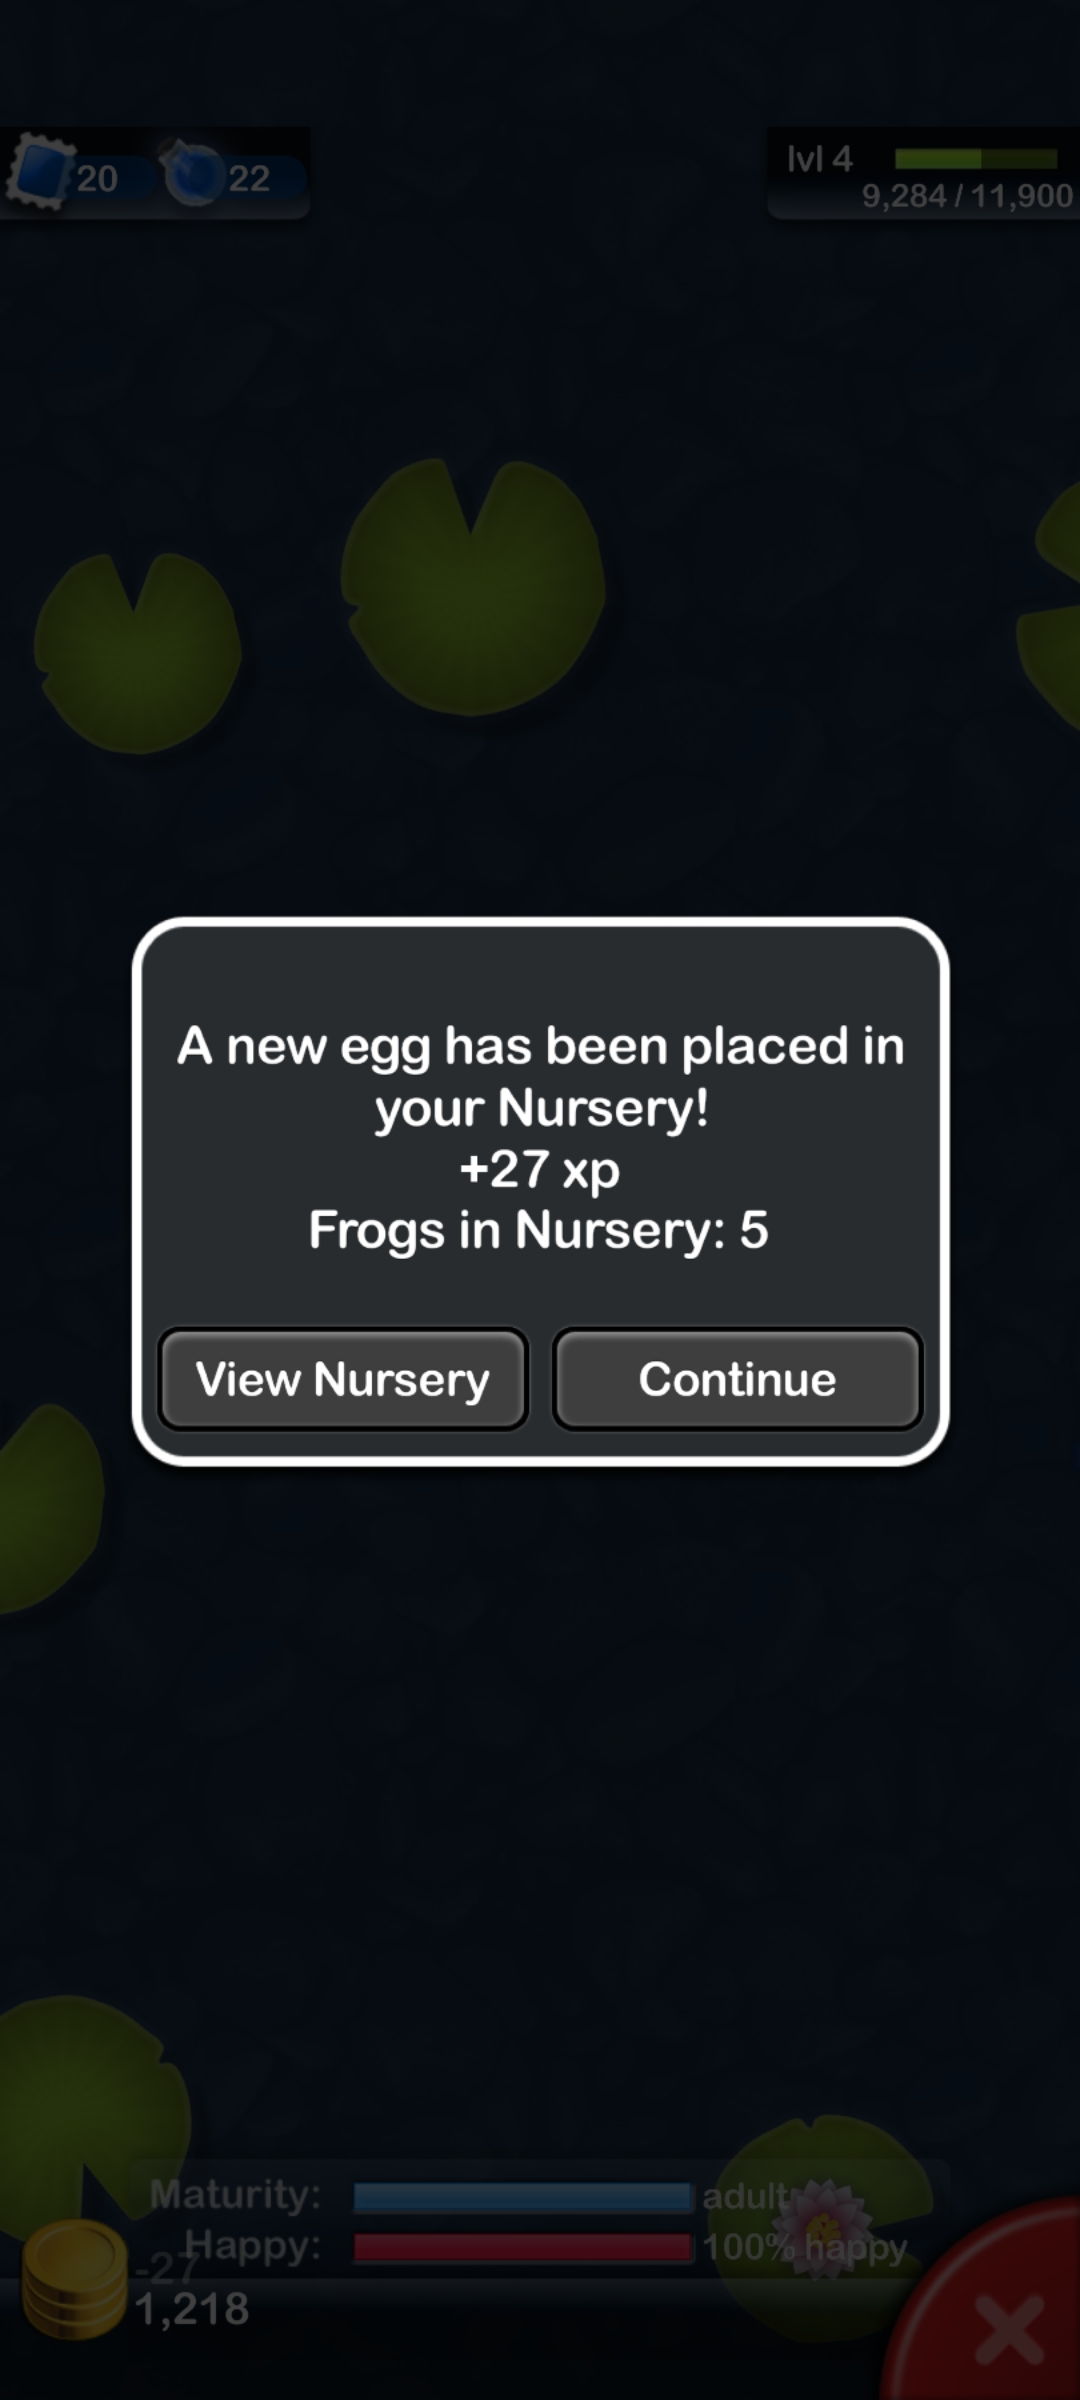 20 22
lvl 4
9,284 / 11,900
A new egg has been placed in
your Nursery!
+27 xp
Frogs in Nursery: 5
View Nursery Continue
Maturity: adult
Happy: 100% happy
-27
1,218